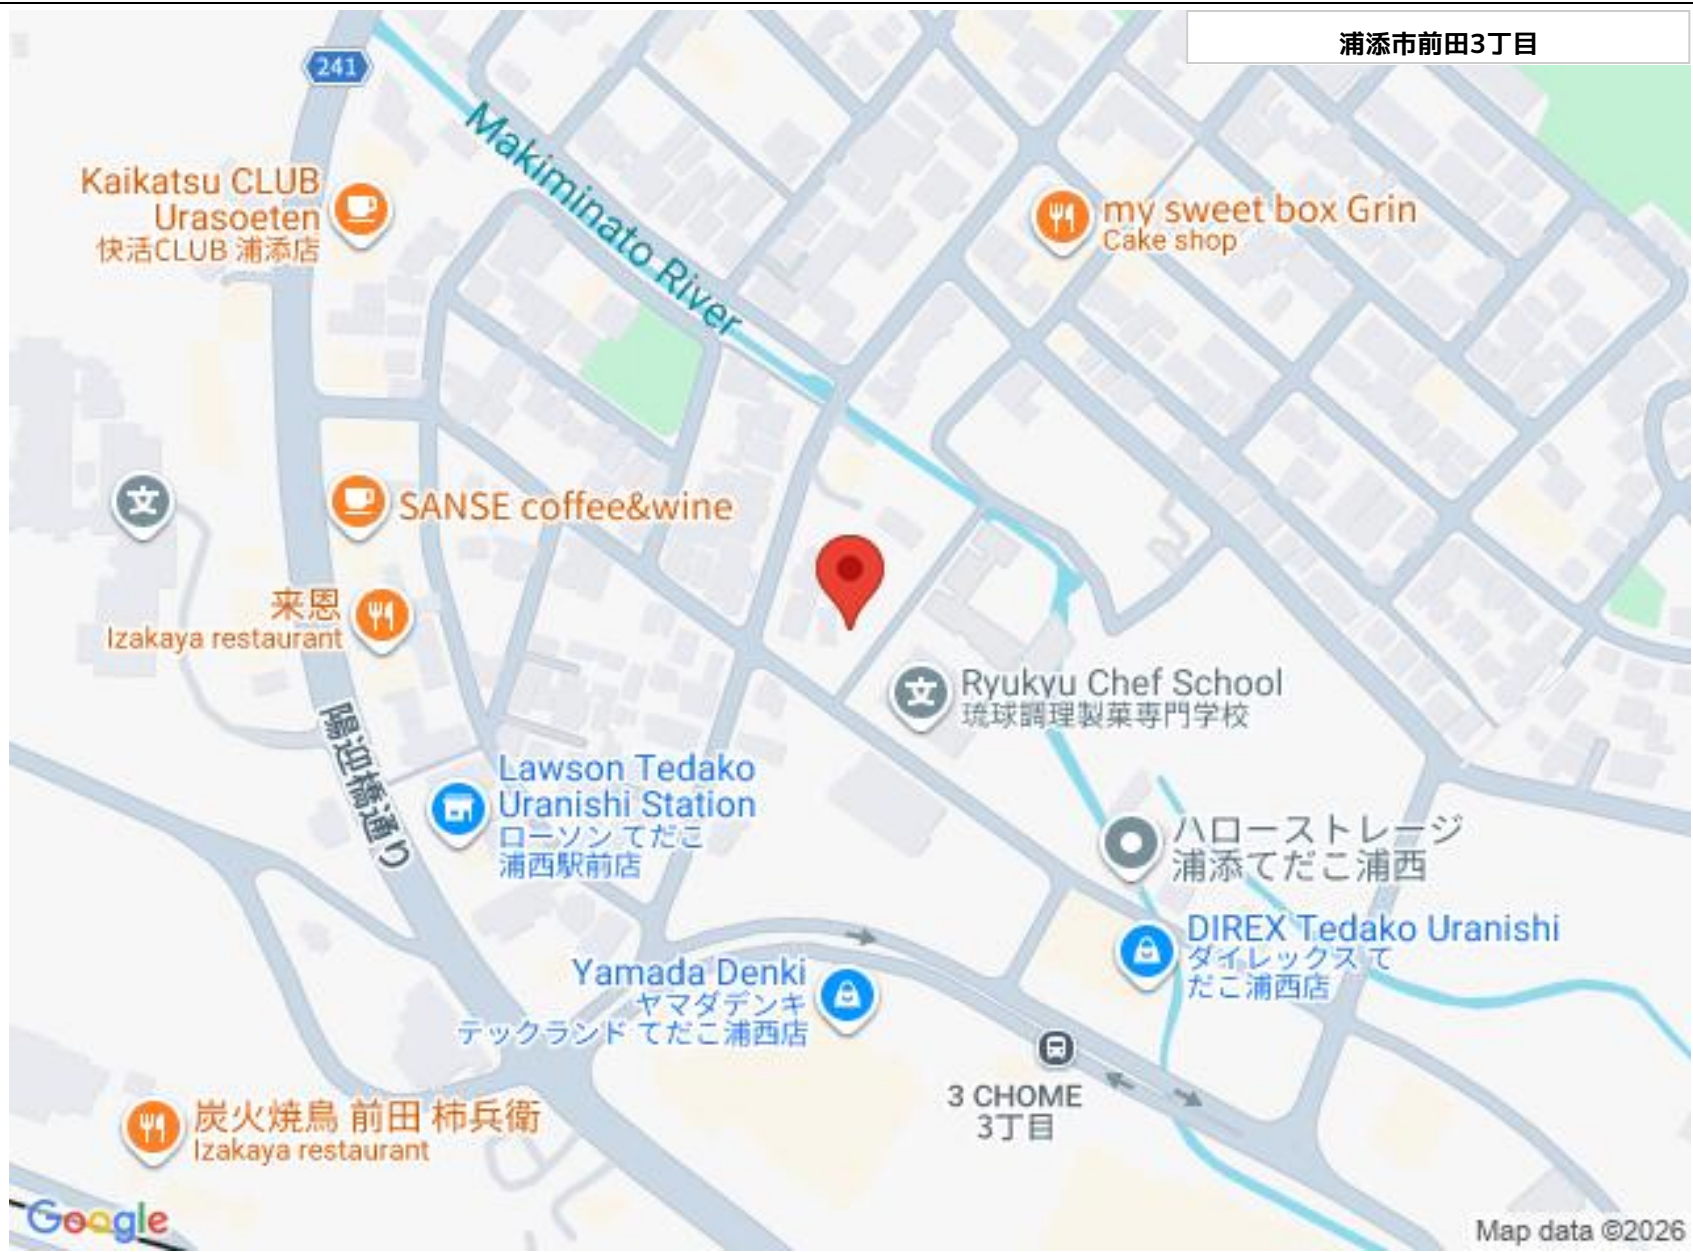 浦添市前田3丁目
241
Makiminato River
Kaikatsu CLUB
Urasoeten
快活CLUB 浦添店
my sweet box Grin
Cake shop
SANSE coffee&wine
来恩
Izakaya restaurant
陽迎橋通り
Ryukyu Chef School
琉球調理製菓専門学校
Lawson Tedako
Uranishi Station
ローソン てだこ
浦西駅前店
ハローストレージ
浦添てだこ浦西
DIREX Tedako Uranishi
ダイレックス て
だこ浦西店
Yamada Denki
ヤマダデンキ
テックランド てだこ浦西店
3 CHOME
3丁目
炭火焼鳥 前田 柿兵衛
Izakaya restaurant
Google
Map data ©2026
文
文